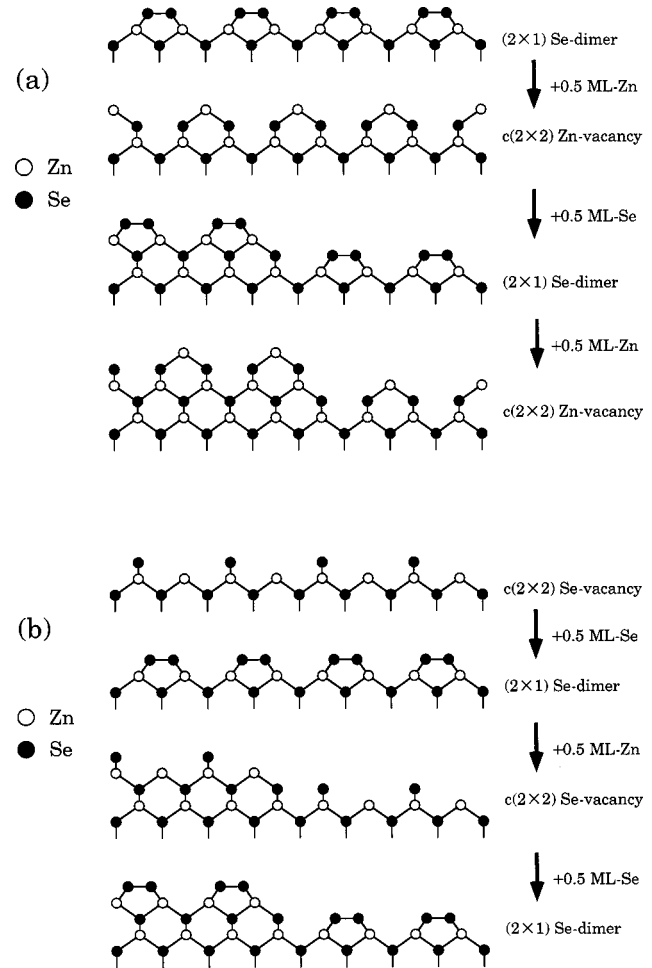 (2×1) Se-dimer
(a)
+0.5 ML-Zn
c(2×2) Zn-vacancy
Zn
Se
+0.5 ML-Se
(2×1) Se-dimer
+0.5 ML-Zn
c(2×2) Zn-vacancy
c(2×2) Se-vacancy
(b)
+0.5 ML-Se
(2×1) Se-dimer
Zn
Se
+0.5 ML-Zn
c(2×2) Se-vacancy
+0.5 ML-Se
(2×1) Se-dimer